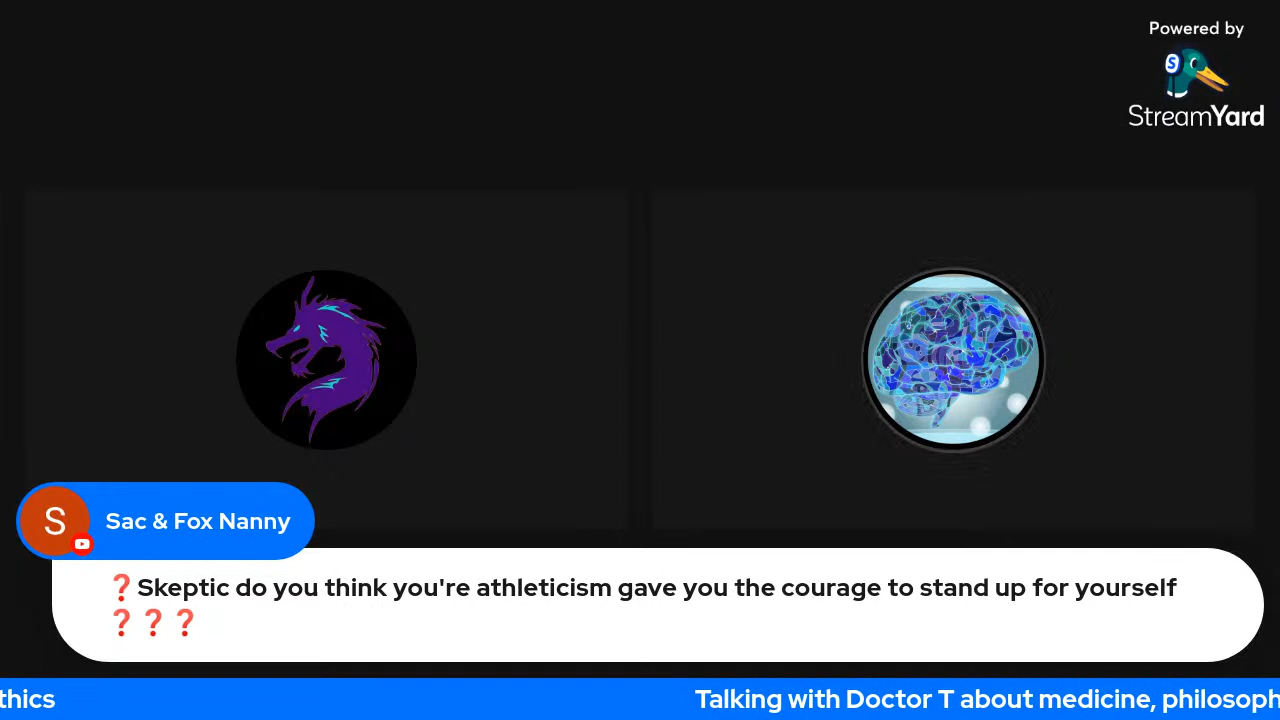 Powered by
StreamYard
S
Sac & Fox Nanny
❓Skeptic do you think you're athleticism gave you the courage to stand up for yourself
❓❓❓
thics
Talking with Doctor T about medicine, philosoph